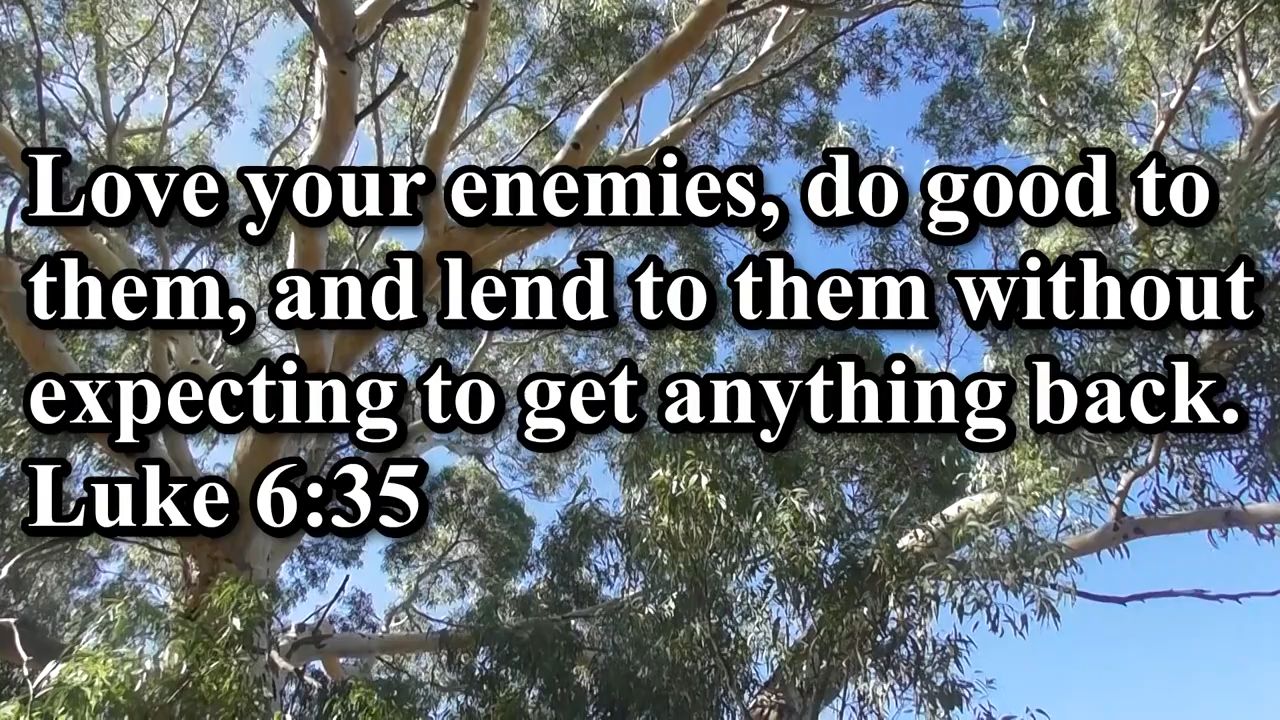 Love your enemies, do good to
them, and lend to them without
expecting to get anything back.
Luke 6:35